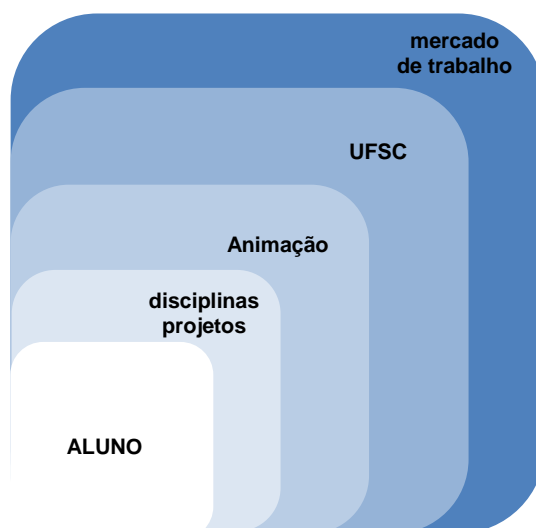 mercado
de trabalho
UFSC
Animação
disciplinas
projetos
ALUNO